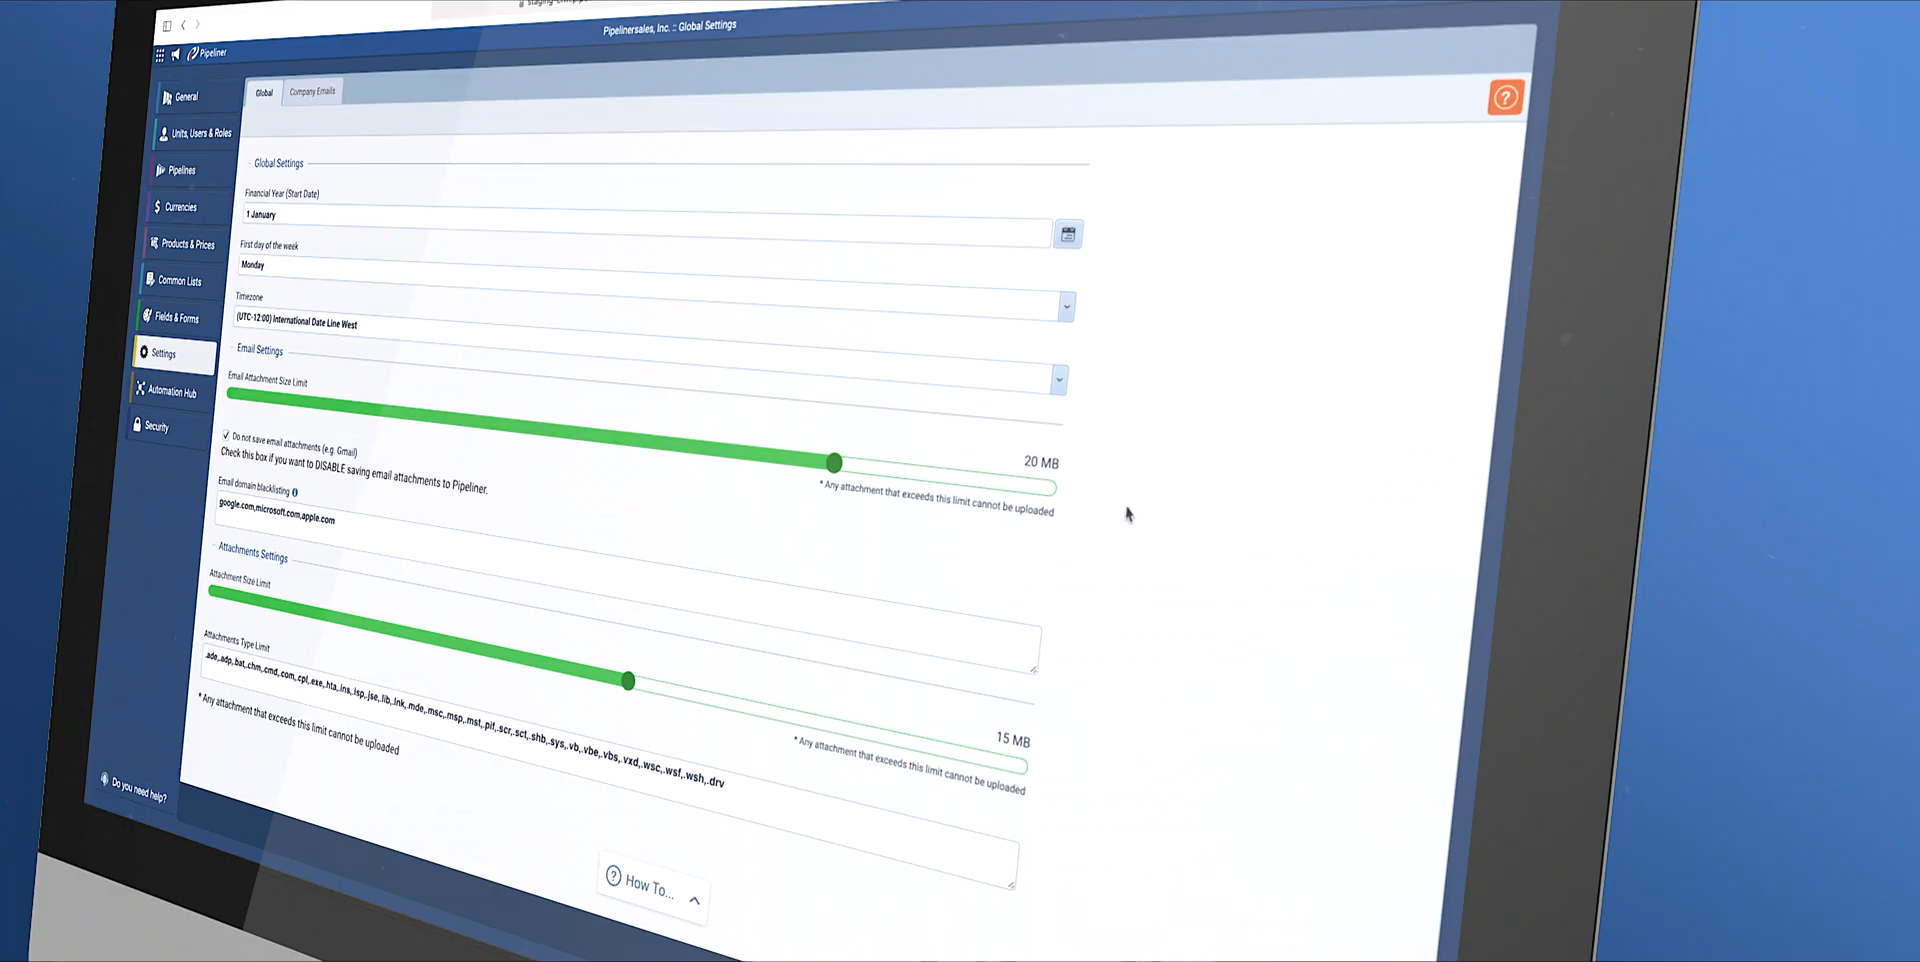 Pipelinersales, Inc. :: Global Settings
Pipeliner
General
Units, Users & Roles
Pipelines
Currencies
Products & Prices
Common Lists
Fields & Forms
Settings
Automation Hub
Security
Do you need help?
Global
Company Emails
Global Settings
Financial Year (Start Date)
1 January
First day of the week
Monday
Timezone
(UTC-12:00) International Date Line West
Email Settings
Email Attachment Size Limit
20 MB
* Any attachment that exceeds this limit cannot be uploaded
Do not save email attachments (e.g. Gmail)
Check this box if you want to DISABLE saving email attachments to Pipeliner.
Email domain blacklisting
google.com,microsoft.com,apple.com
Attachments Settings
Attachment Size Limit
15 MB
* Any attachment that exceeds this limit cannot be uploaded
Attachments Type Limit
.ade,.adp,.bat,.chm,.cmd,.com,.cpl,.exe,.hta,.ins,.isp,.jse,.lib,.lnk,.mde,.msc,.msp,.mst,.pif,.scr,.sct,.shb,.sys,.vb,.vbe,.vbs,.vxd,.wsc,.wsf,.wsh,.drv
* Any attachment that exceeds this limit cannot be uploaded
How To...